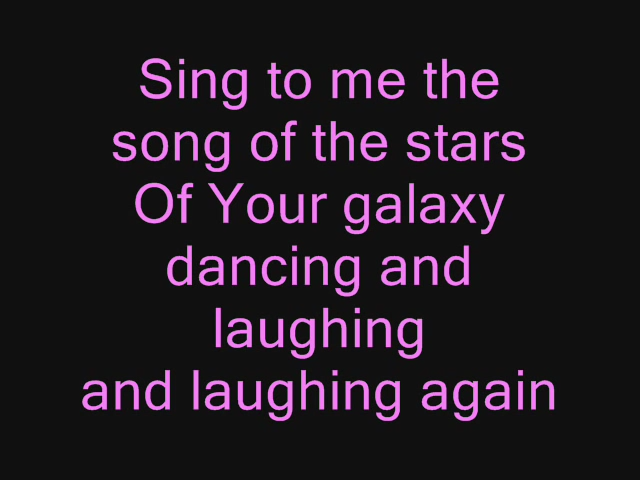 Sing to me the
song of the stars
Of Your galaxy
dancing and
laughing
and laughing again